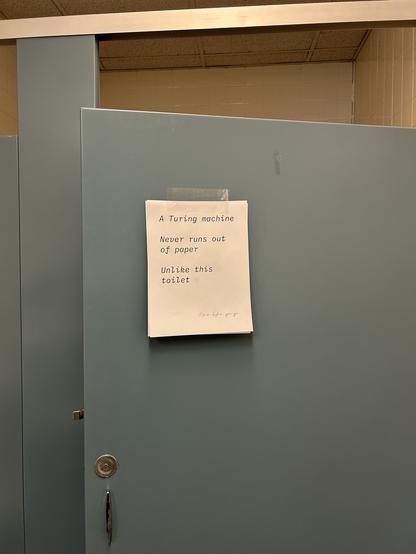 A Turing machine
Never runs out
of paper
Unlike this
toilet